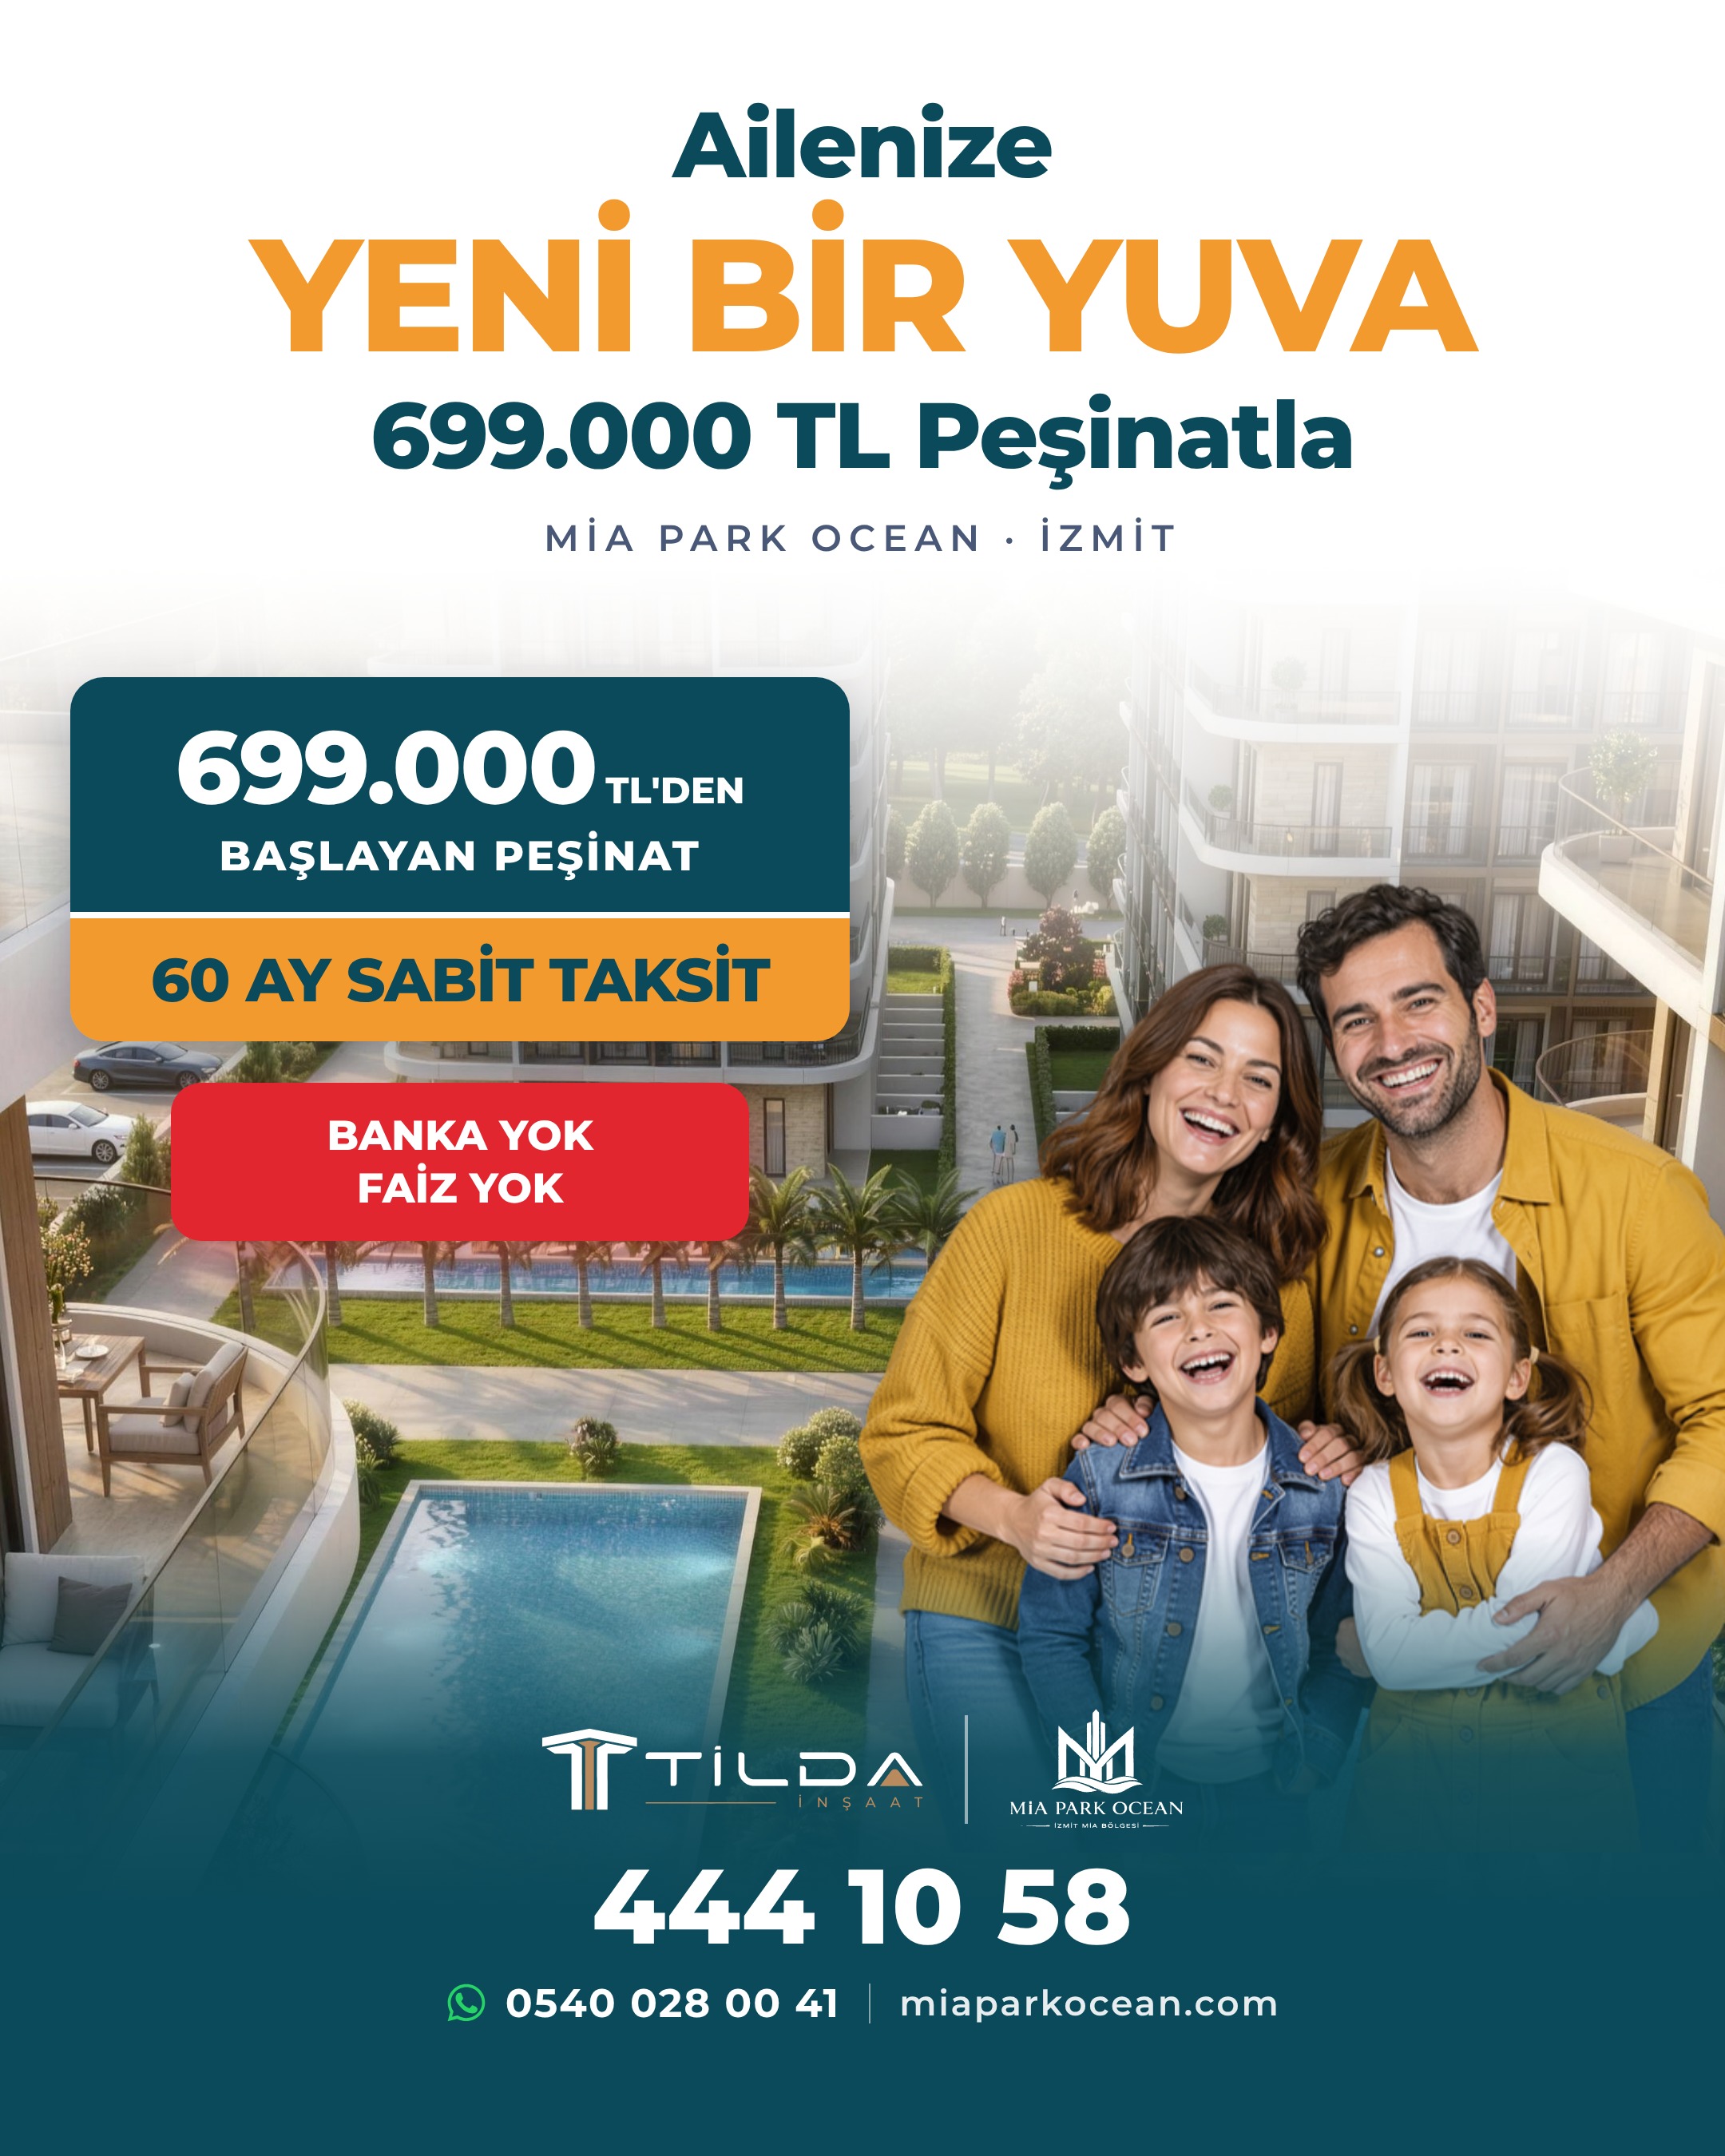 Ailenize
YENİ BİR YUVA
699.000 TL Peşinatla
MİA PARK OCEAN · İZMİT
699.000 TL'DEN
BAŞLAYAN PEŞİNAT
60 AY SABİT TAKSİT
BANKA YOK
FAİZ YOK
TİLDA
İNŞAAT
MİA PARK OCEAN
İZMİT MİA BÖLGESİ
444 10 58
0540 028 00 41
miaparkocean.com